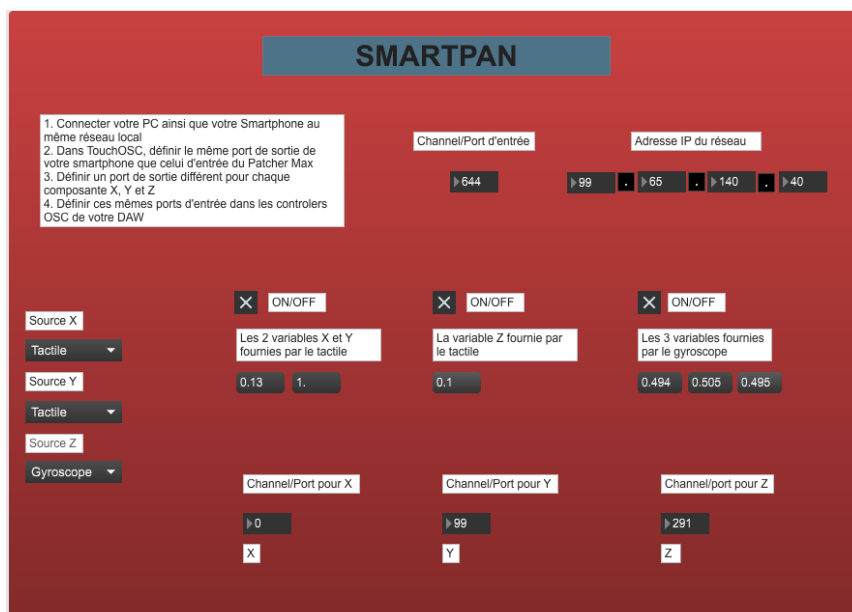 SMARTPAN
1. Connecter votre PC ainsi que votre Smartphone au
même réseau local
2. Dans TouchOSC, définir le même port de sortie de
votre smartphone que celui d'entrée du Patcher Max
3. Définir un port de sortie différent pour chaque
composante X, Y et Z
4. Définir ces mêmes ports d'entrée dans les controlers
OSC de votre DAW
Channel/Port d'entrée
644
Adresse IP du réseau
99 . 65 . 140 . 40
Source X
Tactile
Source Y
Tactile
Source Z
Gyroscope
ON/OFF
Les 2 variables X et Y
fournies par le tactile
0.13 1.
ON/OFF
La variable Z fournie par
le tactile
0.1
ON/OFF
Les 3 variables fournies
par le gyroscope
0.494 0.505 0.495
Channel/Port pour X
0
X
Channel/Port pour Y
99
Y
Channel/port pour Z
291
Z